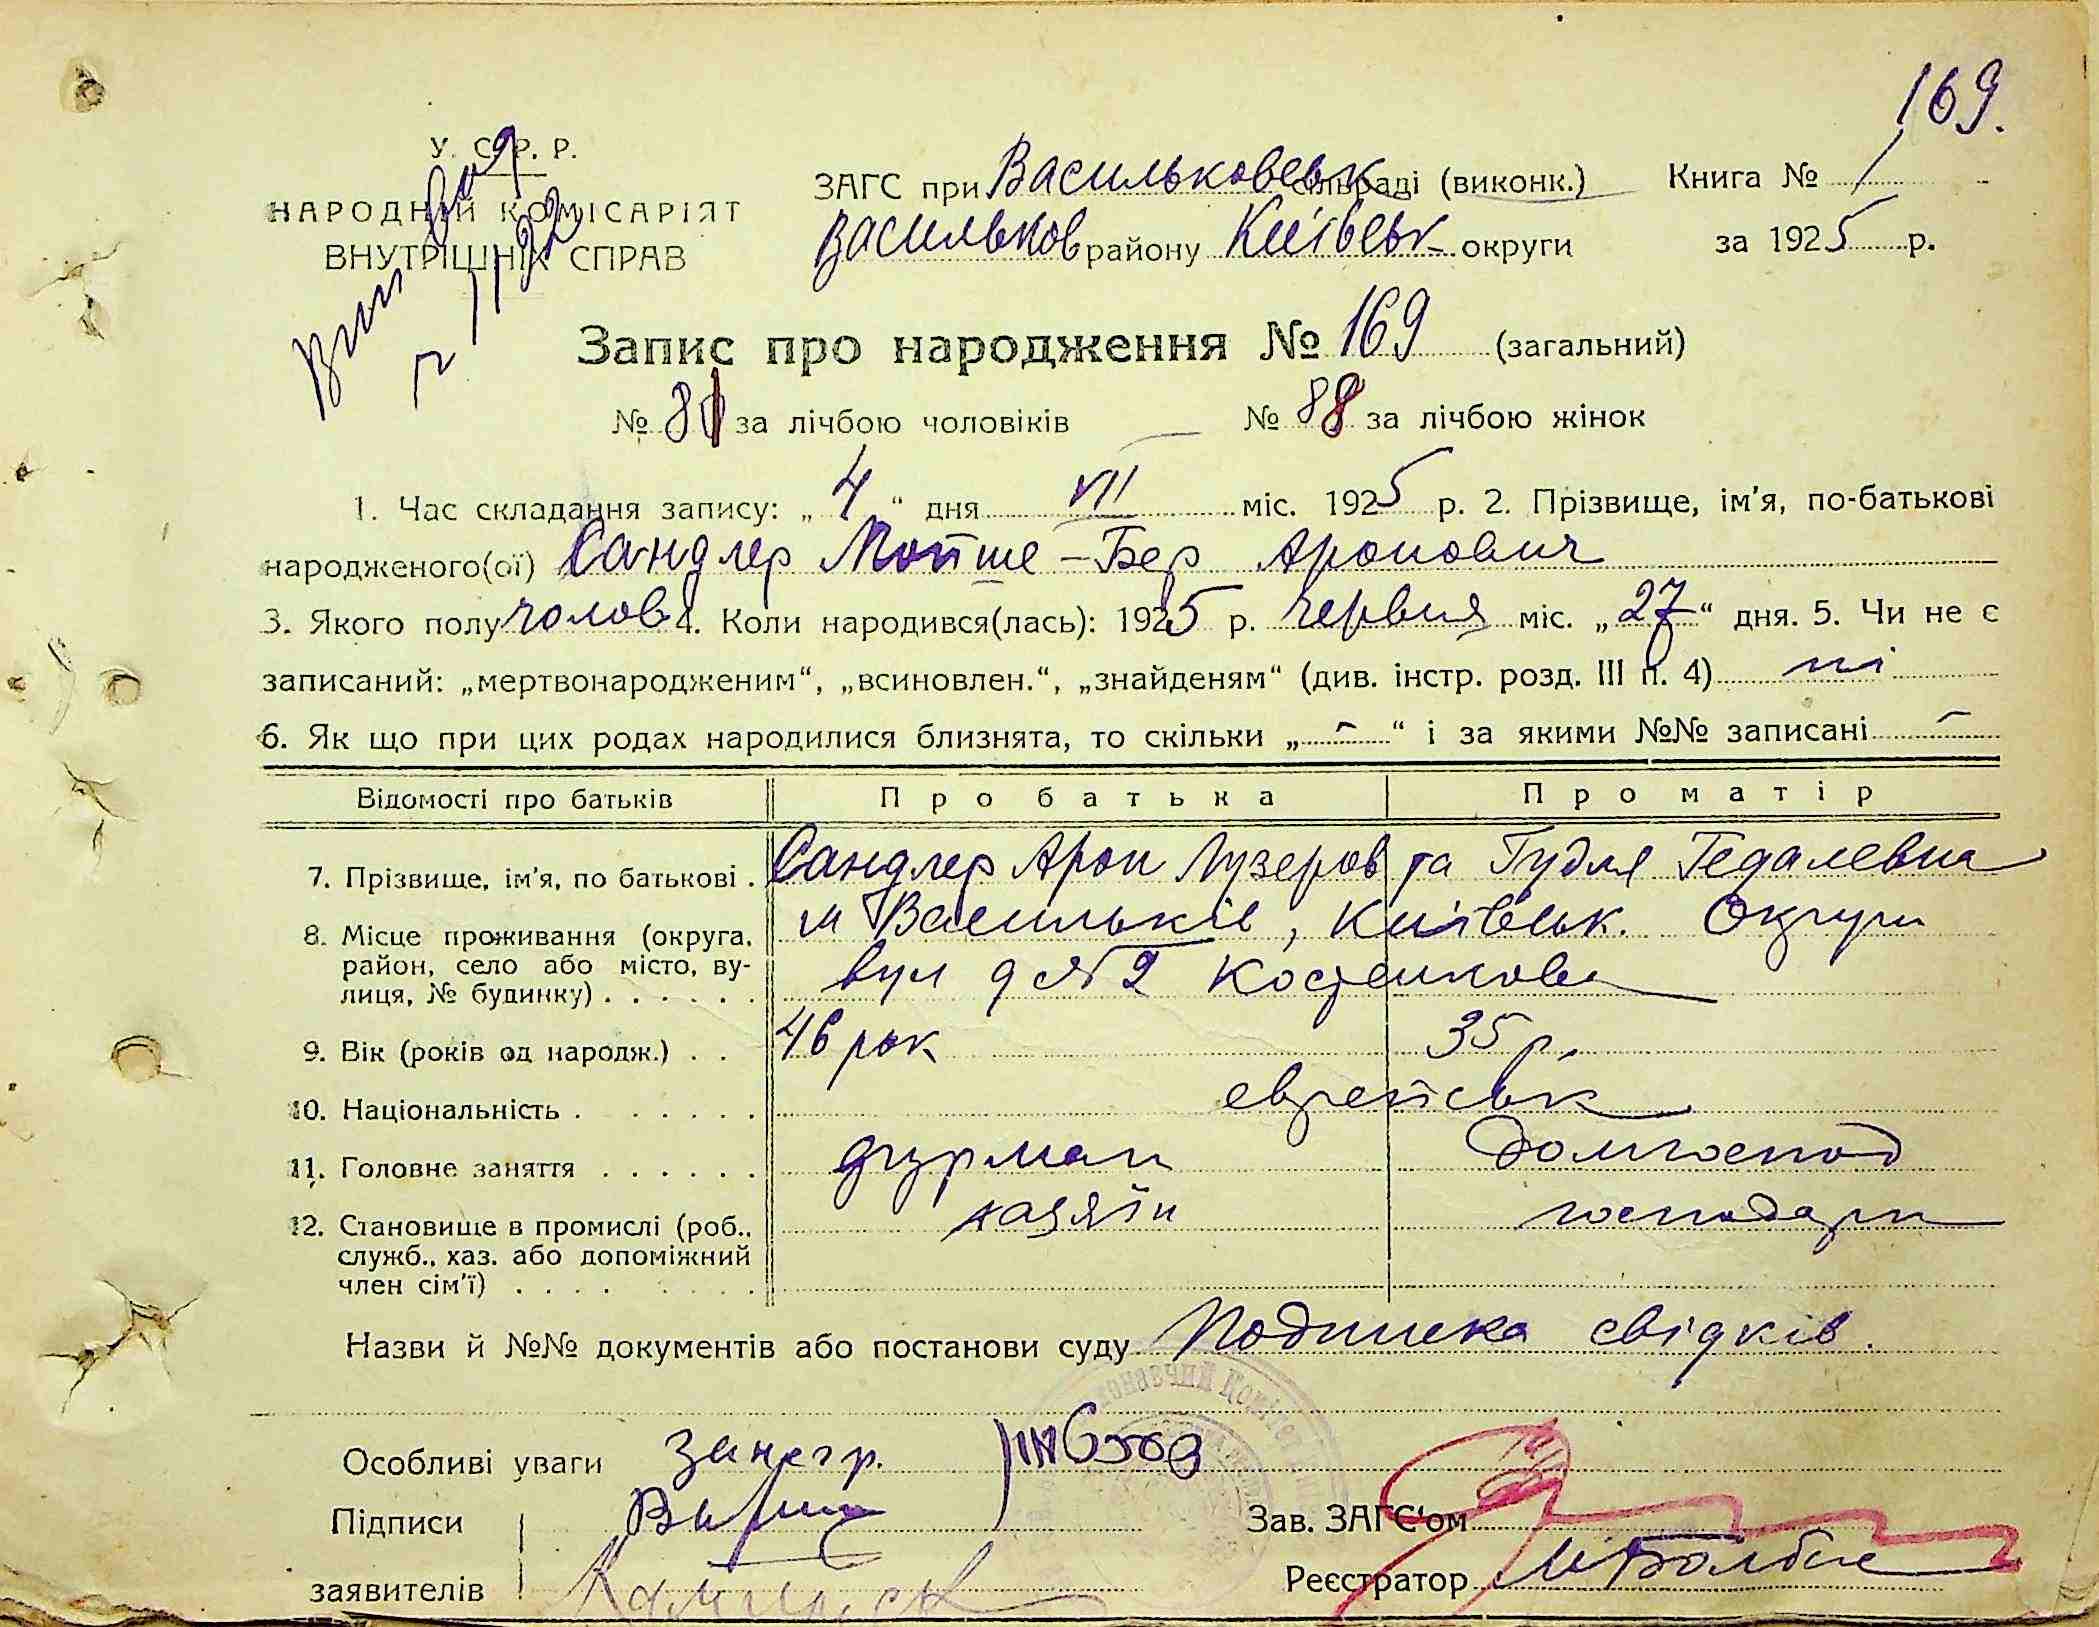 169.
У. С. Р. Р.
НАРОДНІЙ КОМІСАРІЯТ
ВНУТРІШНІХ СПРАВ
ЗАГС при Васильковськ сільраді (виконк.) Книга № 1
Васильков району Київськ округи за 1925 р.
Запис про народження № 169 (загальний)
№ 81 за лічбою чоловіків № 88 за лічбою жінок
1. Час складання запису: „ 4 “ дня VII міс. 1925 р. 2. Прізвище, ім'я, по-батькові
народженого(ої) Сандлер Мойше-Бер Аронович
3. Якого полу чолов 4. Коли народився(лась): 1925 р. червня міс. „27“ дня. 5. Чи не є
записаний: „мертвонародженим“, „всиновлен.“, „знайденям“ (див. інстр. розд. III п. 4) ні
6. Як що при цих родах народилися близнята, то скільки „ – “ і за якими №№ записані –
Відомості про батьків Про батька Про матір
7. Прізвище, ім'я, по батькові . Сандлер Арон Лузеров та Гудля Гедалевна
8. Місце проживання (округа, район, село або місто, вулиця, № будинку) . . . . . . м Васильків, Київськ. Округи
вул
9. Вік (років од народж.) . . 46 рок 35 р.
10. Національність . . . . . . . єврейськ
11. Головне заняття . . . . . . фурман домгоспод
12. Становище в промислі (роб., служб., хаз. або допоміжний член сім'ї) . . . . хазяїн господарн
Назви й №№ документів або постанови суду Подписка свідків.
Особливі уваги
Підписи
Зав. ЗАГС'ом
заявителів
Реєстратор